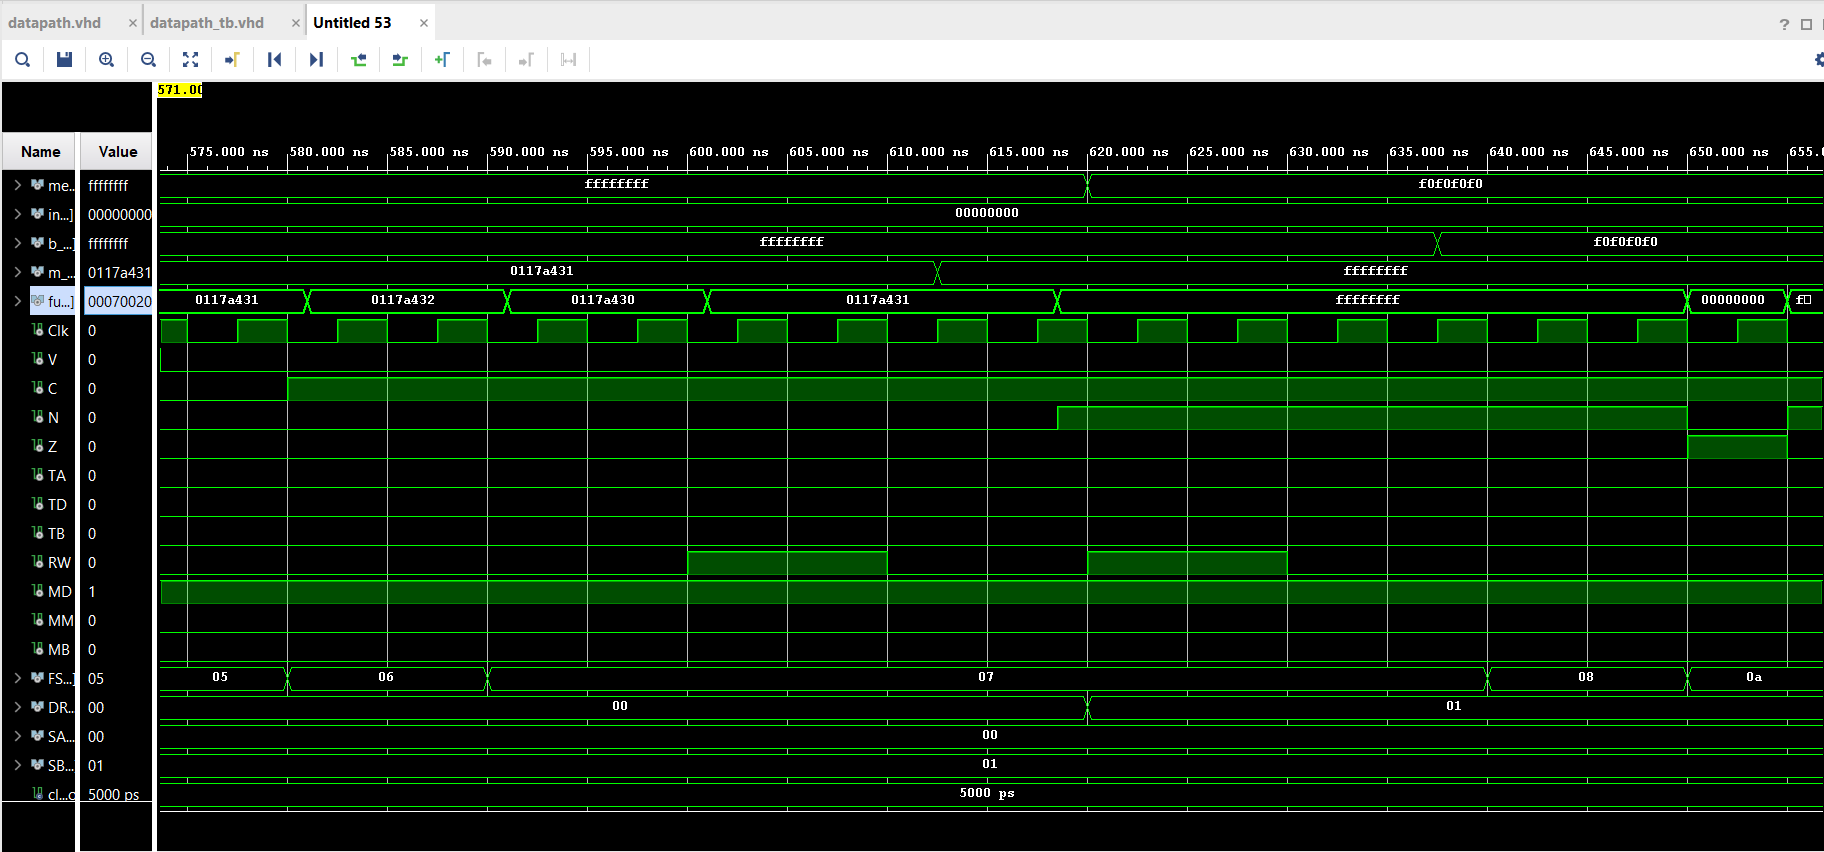 datapath.vhd × datapath_tb.vhd × Untitled 53 × ?
571.00
Name Value
575.000 ns 580.000 ns 585.000 ns 590.000 ns 595.000 ns 600.000 ns 605.000 ns 610.000 ns 615.000 ns 620.000 ns 625.000 ns 630.000 ns 635.000 ns 640.000 ns 645.000 ns 650.000 ns 655.0
me.. ffffffff ffffffff f0f0f0f0
in...] 00000000 00000000
b_...] ffffffff ffffffff f0f0f0f0
m_... 0117a431 0117a431 ffffffff
fu...] 00070020 0117a431 0117a432 0117a430 0117a431 ffffffff 00000000 f
Clk 0
V 0
C 0
N 0
Z 0
TA 0
TD 0
TB 0
RW 0
MD 1
MM 0
MB 0
FS...] 05 05 06 07 08 0a
DR... 00 00 01
SA... 00 00
SB... 01 01
cl...o 5000 ps 5000 ps